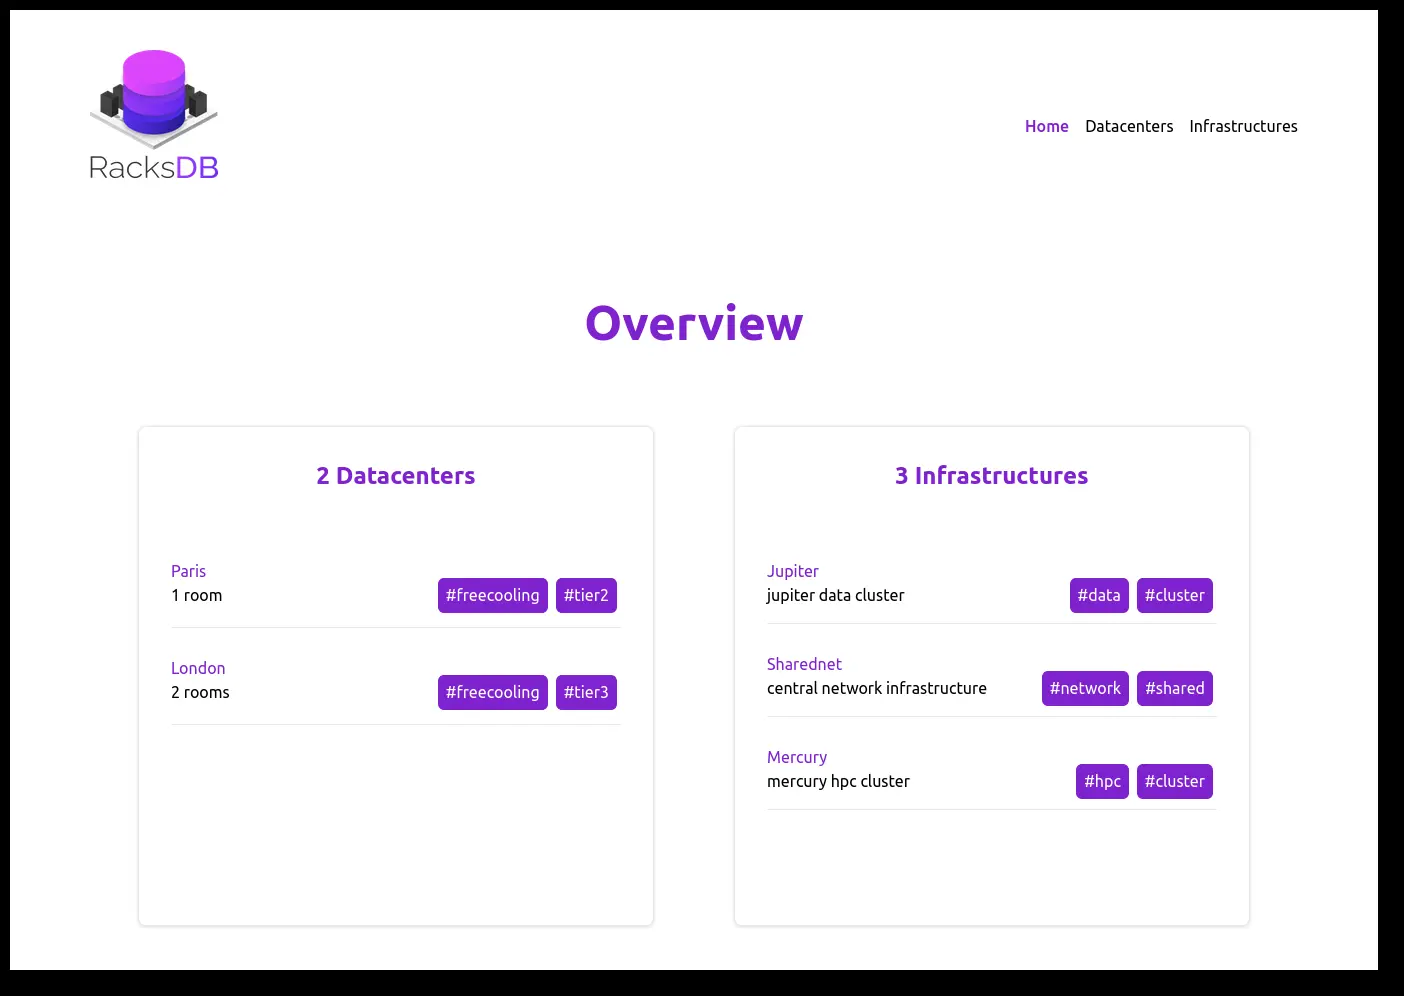 RacksDB
Home Datacenters Infrastructures
Overview
2 Datacenters
Paris
1 room #freecooling #tier2
London
2 rooms #freecooling #tier3
3 Infrastructures
Jupiter
jupiter data cluster #data #cluster
Sharednet
central network infrastructure #network #shared
Mercury
mercury hpc cluster #hpc #cluster